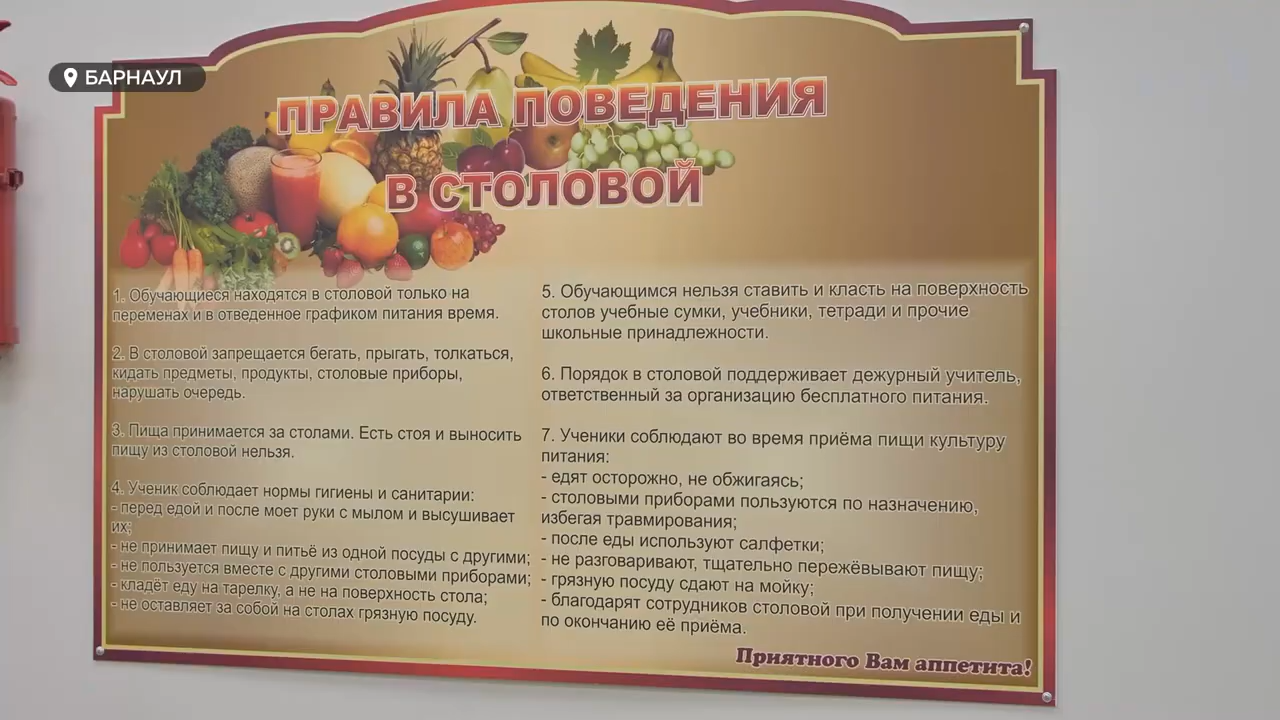 БАРНАУЛ
ПРАВИЛА ПОВЕДЕНИЯ
В СТОЛОВОЙ
1. Обучающиеся находятся в столовой только на
переменах и в отведенное графиком питания время.
2. В столовой запрещается бегать, прыгать, толкаться,
кидать предметы, продукты, столовые приборы,
нарушать очередь.
3. Пища принимается за столами. Есть стоя и выносить
пищу из столовой нельзя.
4. Ученик соблюдает нормы гигиены и санитарии:
- перед едой и после моет руки с мылом и высушивает
их;
- не принимает пищу и питьё из одной посуды с другими;
- не пользуется вместе с другими столовыми приборами;
- кладёт еду на тарелку, а не на поверхность стола;
- не оставляет за собой на столах грязную посуду.
5. Обучающимся нельзя ставить и класть на поверхность
столов учебные сумки, учебники, тетради и прочие
школьные принадлежности.
6. Порядок в столовой поддерживает дежурный учитель,
ответственный за организацию бесплатного питания.
7. Ученики соблюдают во время приёма пищи культуру
питания:
- едят осторожно, не обжигаясь;
- столовыми приборами пользуются по назначению,
избегая травмирования;
- после еды используют салфетки;
- не разговаривают, тщательно пережёвывают пищу;
- грязную посуду сдают на мойку;
- благодарят сотрудников столовой при получении еды и
по окончанию её приёма.
Приятного Вам аппетита!